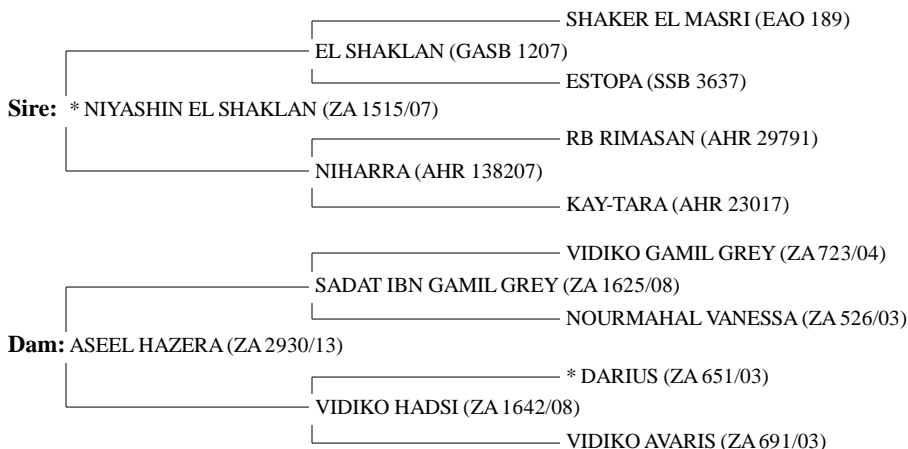 SHAKER EL MASRI (EAO 189)
EL SHAKLAN (GASB 1207)
ESTOPA (SSB 3637)
Sire: * NIYASHIN EL SHAKLAN (ZA 1515/07)
RB RIMASAN (AHR 29791)
NIHARRA (AHR 138207)
KAY-TARA (AHR 23017)
VIDIKO GAMIL GREY (ZA 723/04)
SADAT IBN GAMIL GREY (ZA 1625/08)
NOURMAHAL VANESSA (ZA 526/03)
Dam: ASEEL HAZERA (ZA 2930/13)
* DARIUS (ZA 651/03)
VIDIKO HADSI (ZA 1642/08)
VIDIKO AVARIS (ZA 691/03)